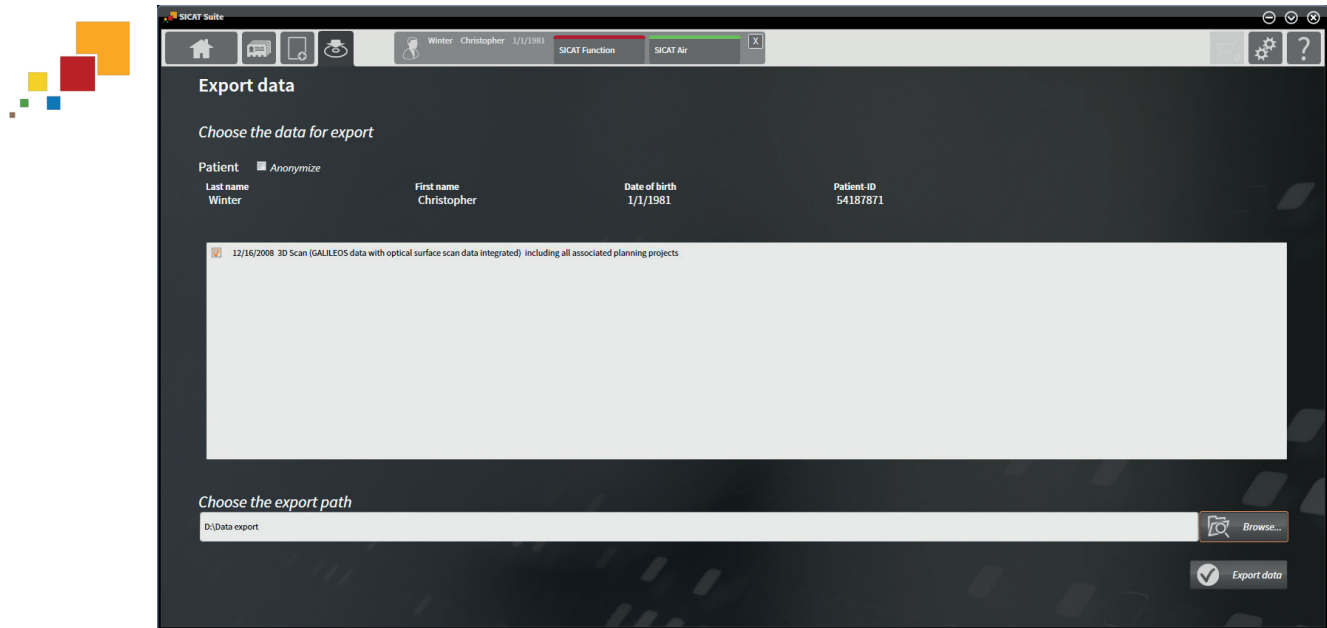 SICAT Suite
Winter Christopher 1/1/1981
SICAT Function
SICAT Air
X
?
Export data
Choose the data for export
Patient Anonymize
Last name First name Date of birth Patient-ID
Winter Christopher 1/1/1981 54187871
12/16/2008 3D Scan (GALILEOS data with optical surface scan data integrated) including all associated planning projects
Choose the export path
D:\Data export
Browse...
Export data